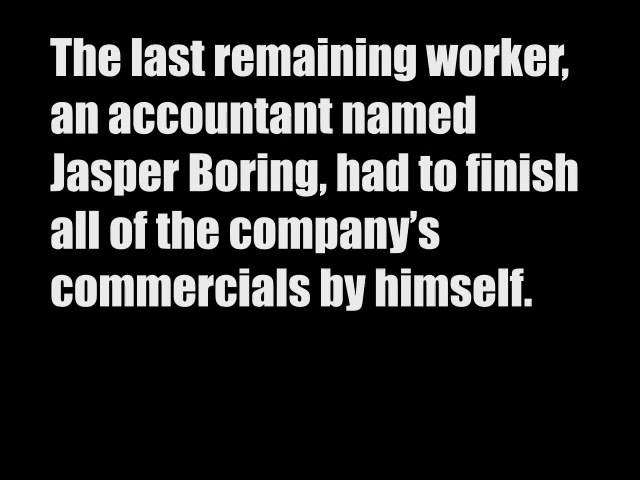 The last remaining worker,
an accountant named
Jasper Boring, had to finish
all of the company’s
commercials by himself.